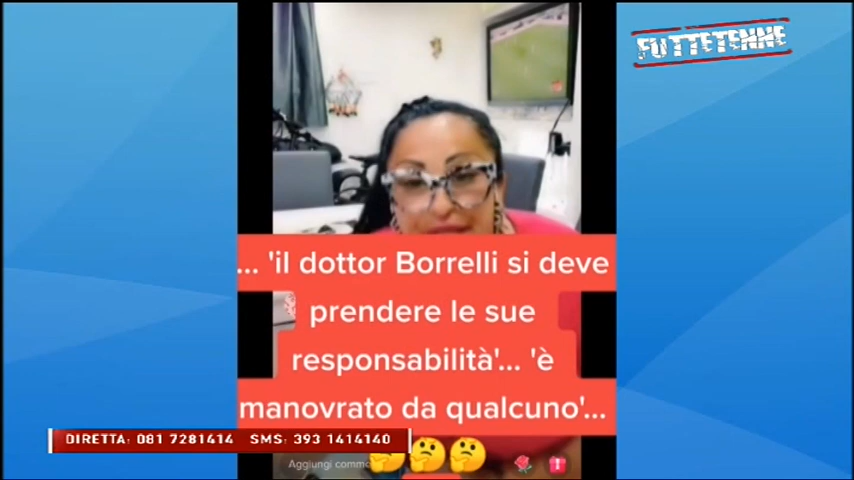 FUTTETENNE
... 'il dottor Borrelli si deve
prendere le sue
responsabilità'... 'è
manovrato da qualcuno'...
DIRETTA: 081 7281414 SMS: 393 1414140
Aggiungi comm